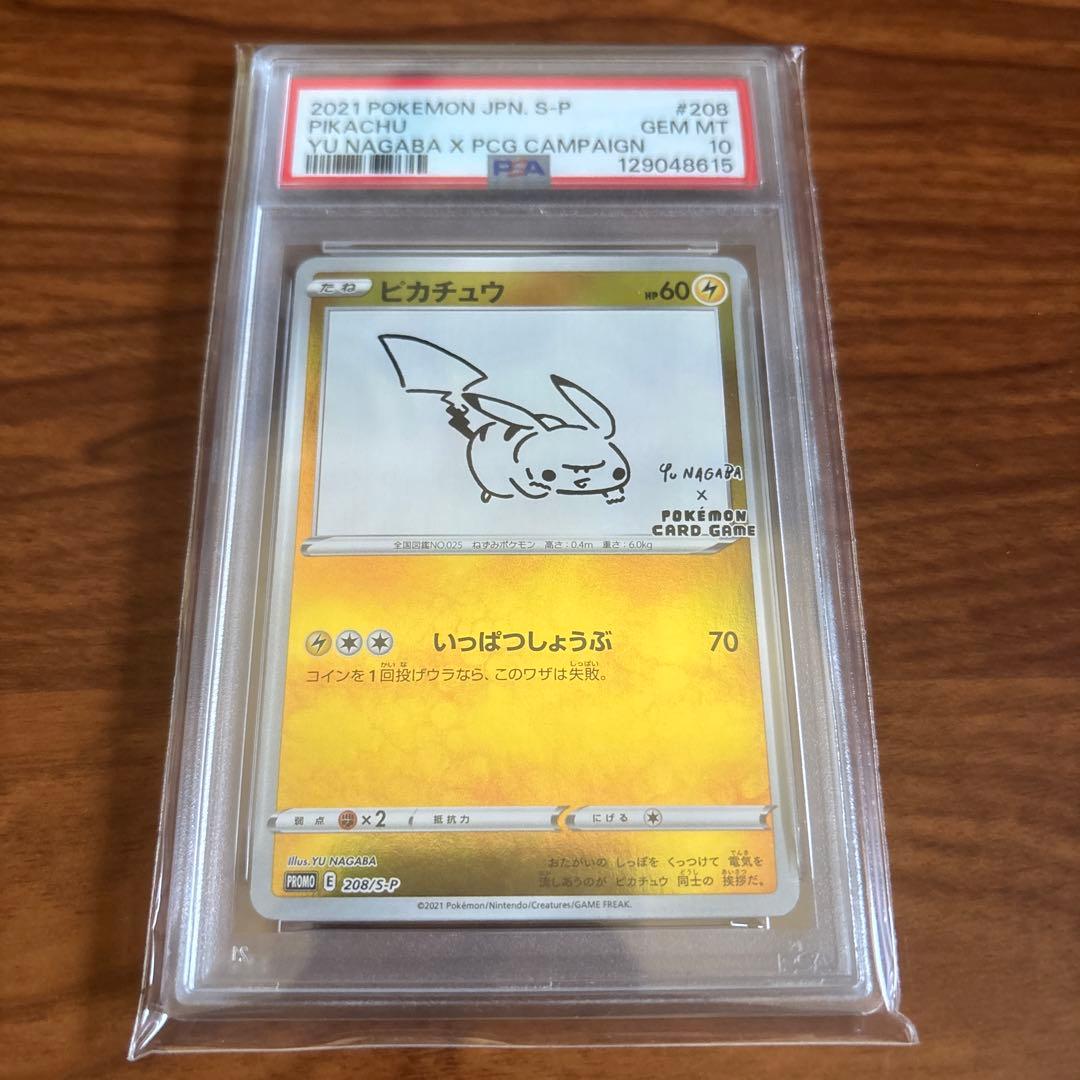 2021 POKEMON JPN. S-P #208
PIKACHU GEM MT
YU NAGABA X PCG CAMPAIGN 10
PSA 129048615
たね ピカチュウ HP60
YU NAGABA
×
POKÉMON
CARD GAME
全国図鑑NO.025 ねずみポケモン 高さ:0.4m 重さ:6.0kg
いっぱつしょうぶ 70
コインを1回投げウラなら、このワザは失敗。
弱点 ×2 抵抗力 にげる
Illus.YU NAGABA
おたがいの しっぽを くっつけて 電気を
PROMO E 208/S-P
流しあうのが ピカチュウ 同士の 挨拶だ。
©2021 Pokémon/Nintendo/Creatures/GAME FREAK.